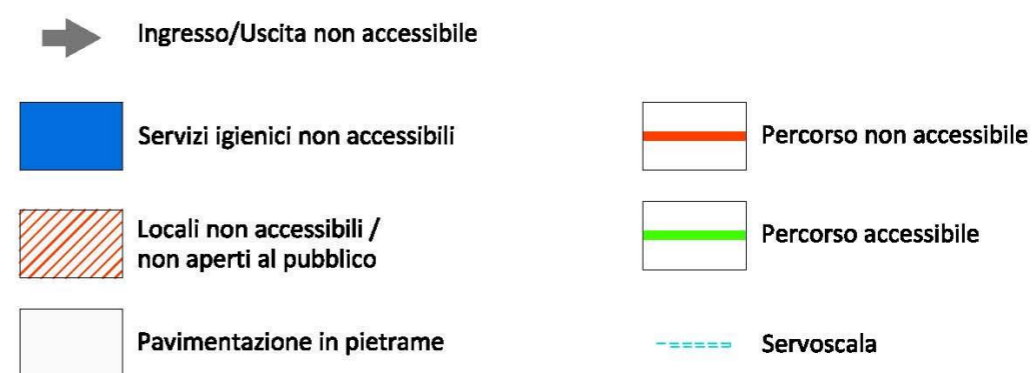 Ingresso/Uscita non accessibile
Servizi igienici non accessibili
Locali non accessibili /
non aperti al pubblico
Pavimentazione in pietrame
Percorso non accessibile
Percorso accessibile
Servoscala